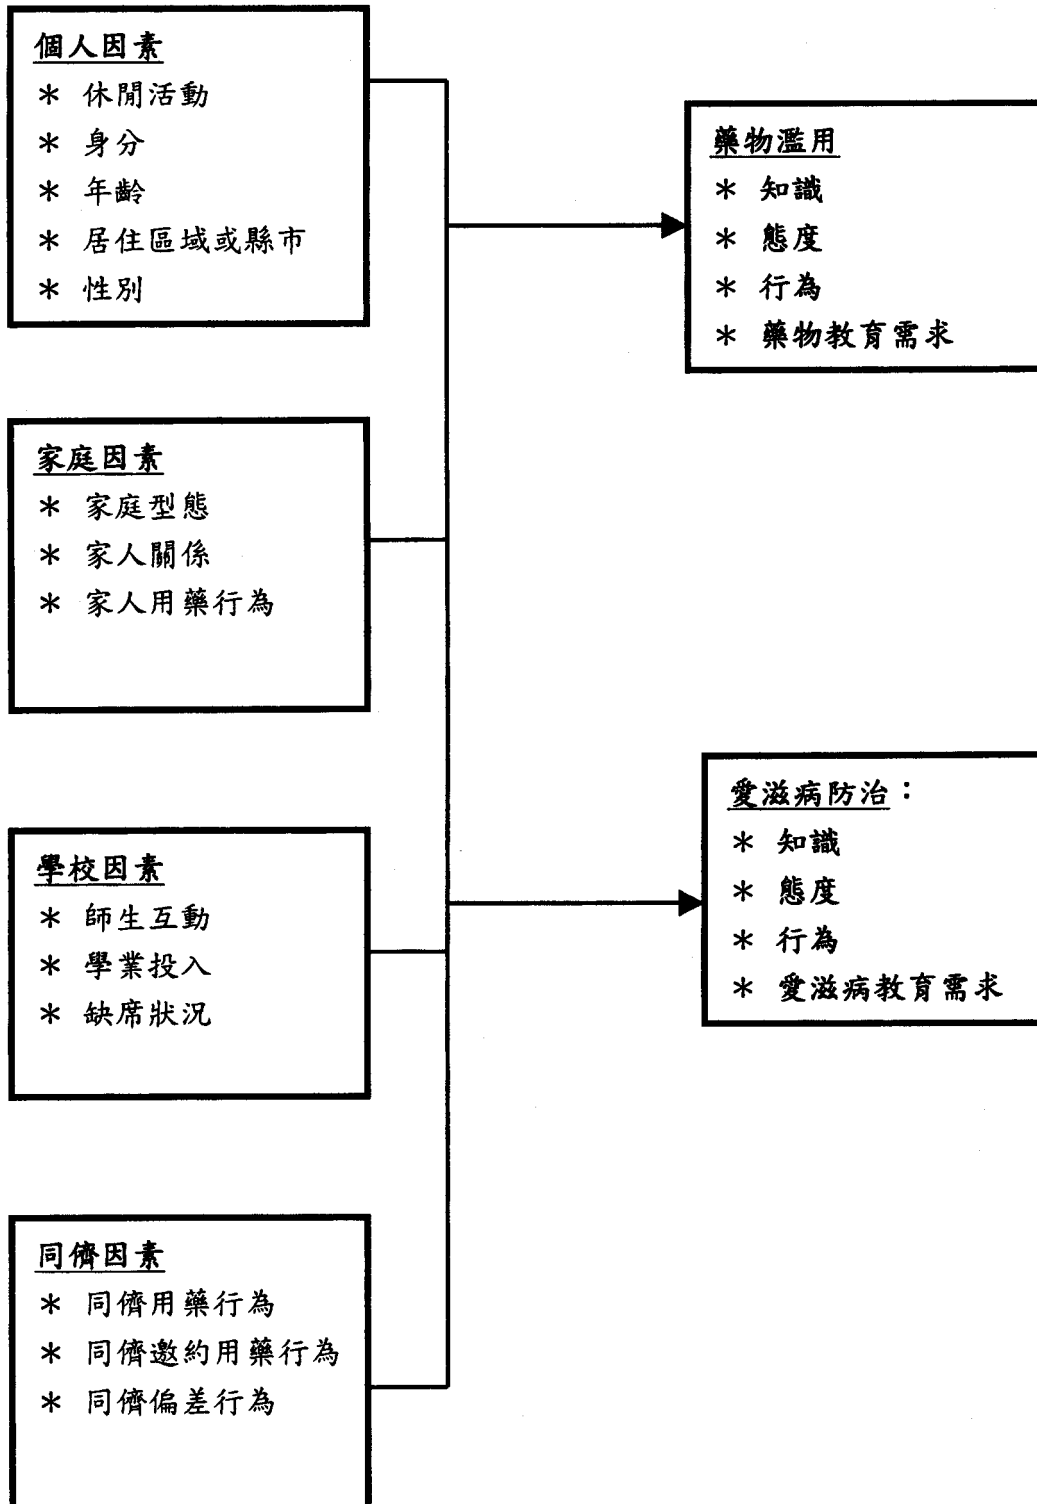 個人因素
* 休閒活動
* 身分
* 年齡
* 居住區域或縣市
* 性別
家庭因素
* 家庭型態
* 家人關係
* 家人用藥行為
學校因素
* 師生互動
* 學業投入
* 缺席狀況
同儕因素
* 同儕用藥行為
* 同儕邀約用藥行為
* 同儕偏差行為
藥物濫用
* 知識
* 態度
* 行為
* 藥物教育需求
愛滋病防治：
* 知識
* 態度
* 行為
* 愛滋病教育需求